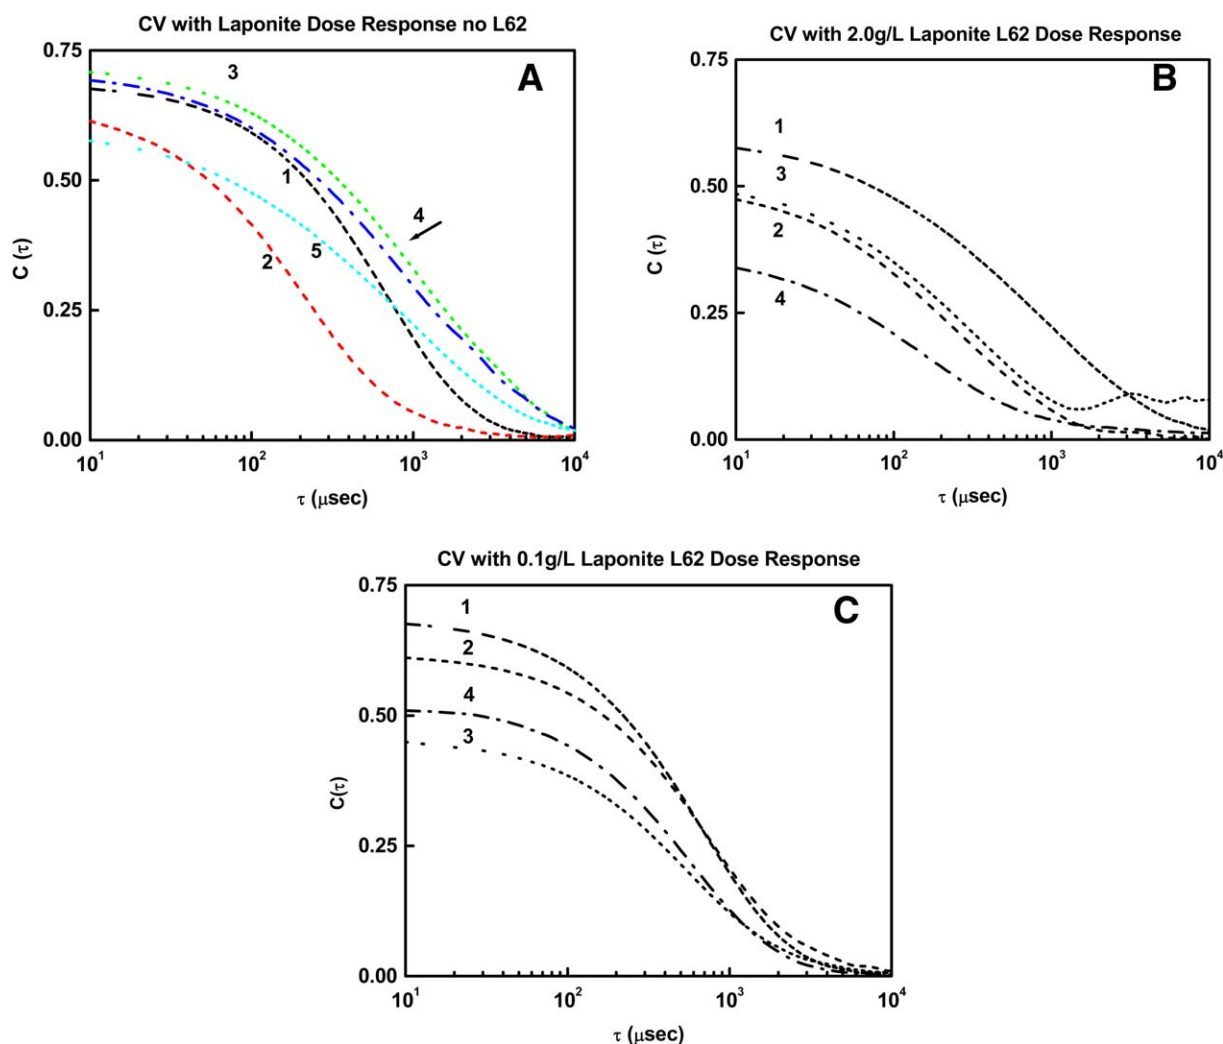 CV with Laponite Dose Response no L62
A
0.75
0.50
0.25
0.00
C (τ)
3
1
4
2
5
10¹ 10² 10³ 10⁴
τ (μsec)
CV with 2.0g/L Laponite L62 Dose Response
B
0.75
0.50
0.25
0.00
C (τ)
1
3
2
4
10¹ 10² 10³ 10⁴
τ (μsec)
CV with 0.1g/L Laponite L62 Dose Response
C
0.75
0.50
0.25
0.00
C(τ)
1
2
4
3
10¹ 10² 10³ 10⁴
τ (μsec)